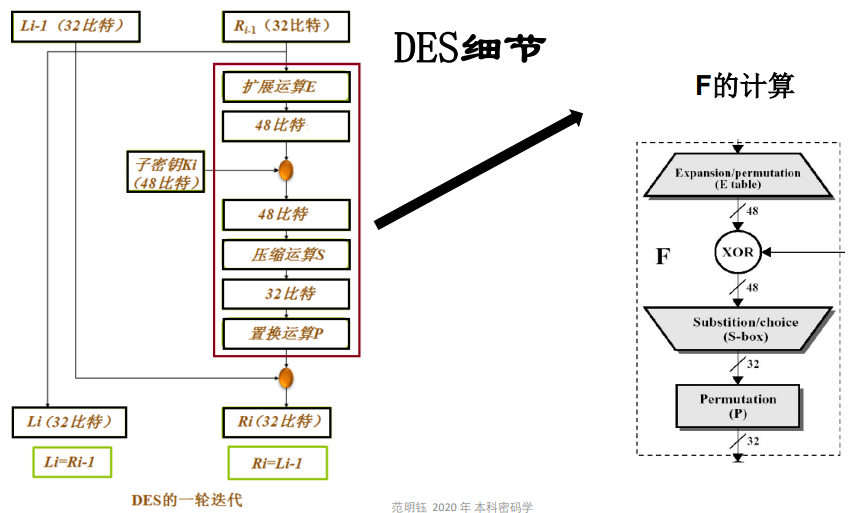 DES细节
Li-1（32比特）
Ri-1（32比特）
扩展运算E
48比特
子密钥Ki
（48比特）
48比特
压缩运算S
32比特
置换运算P
Li（32比特）
Ri（32比特）
Li=Ri-1
Ri=Li-1
DES的一轮迭代
F的计算
Expansion/permutation
(E table)
48
F
XOR
48
Substition/choice
(S-box)
32
Permutation
(P)
32
范明钰 2020 年 本科密码学